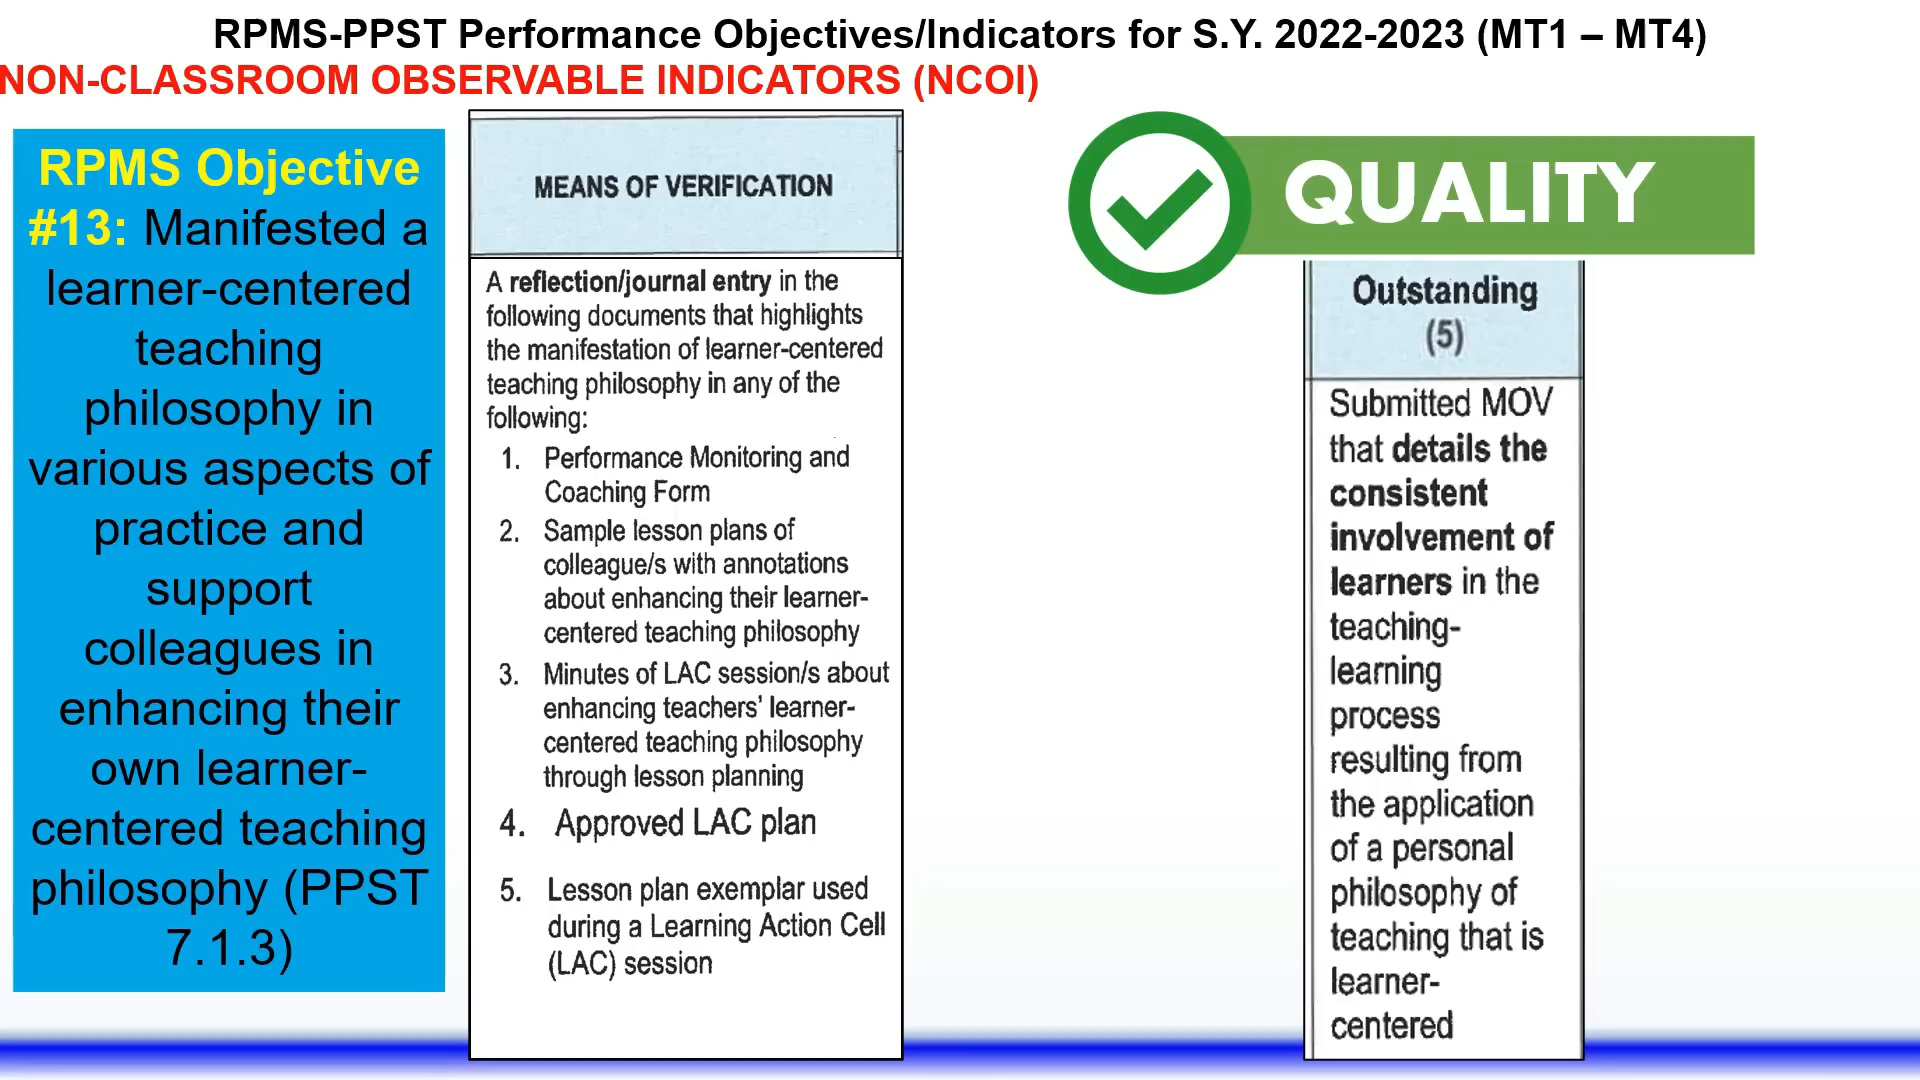 RPMS-PPST Performance Objectives/Indicators for S.Y. 2022-2023 (MT1 – MT4)
NON-CLASSROOM OBSERVABLE INDICATORS (NCOI)
RPMS Objective
#13: Manifested a
learner-centered
teaching
philosophy in
various aspects of
practice and
support
colleagues in
enhancing their
own learner-
centered teaching
philosophy (PPST
7.1.3)
MEANS OF VERIFICATION
A reflection/journal entry in the
following documents that highlights
the manifestation of learner-centered
teaching philosophy in any of the
following:
1. Performance Monitoring and
Coaching Form
2. Sample lesson plans of
colleague/s with annotations
about enhancing their learner-
centered teaching philosophy
3. Minutes of LAC session/s about
enhancing teachers’ learner-
centered teaching philosophy
through lesson planning
4. Approved LAC plan
5. Lesson plan exemplar used
during a Learning Action Cell
(LAC) session
QUALITY
Outstanding
(5)
Submitted MOV
that details the
consistent
involvement of
learners in the
teaching-
learning
process
resulting from
the application
of a personal
philosophy of
teaching that is
learner-
centered